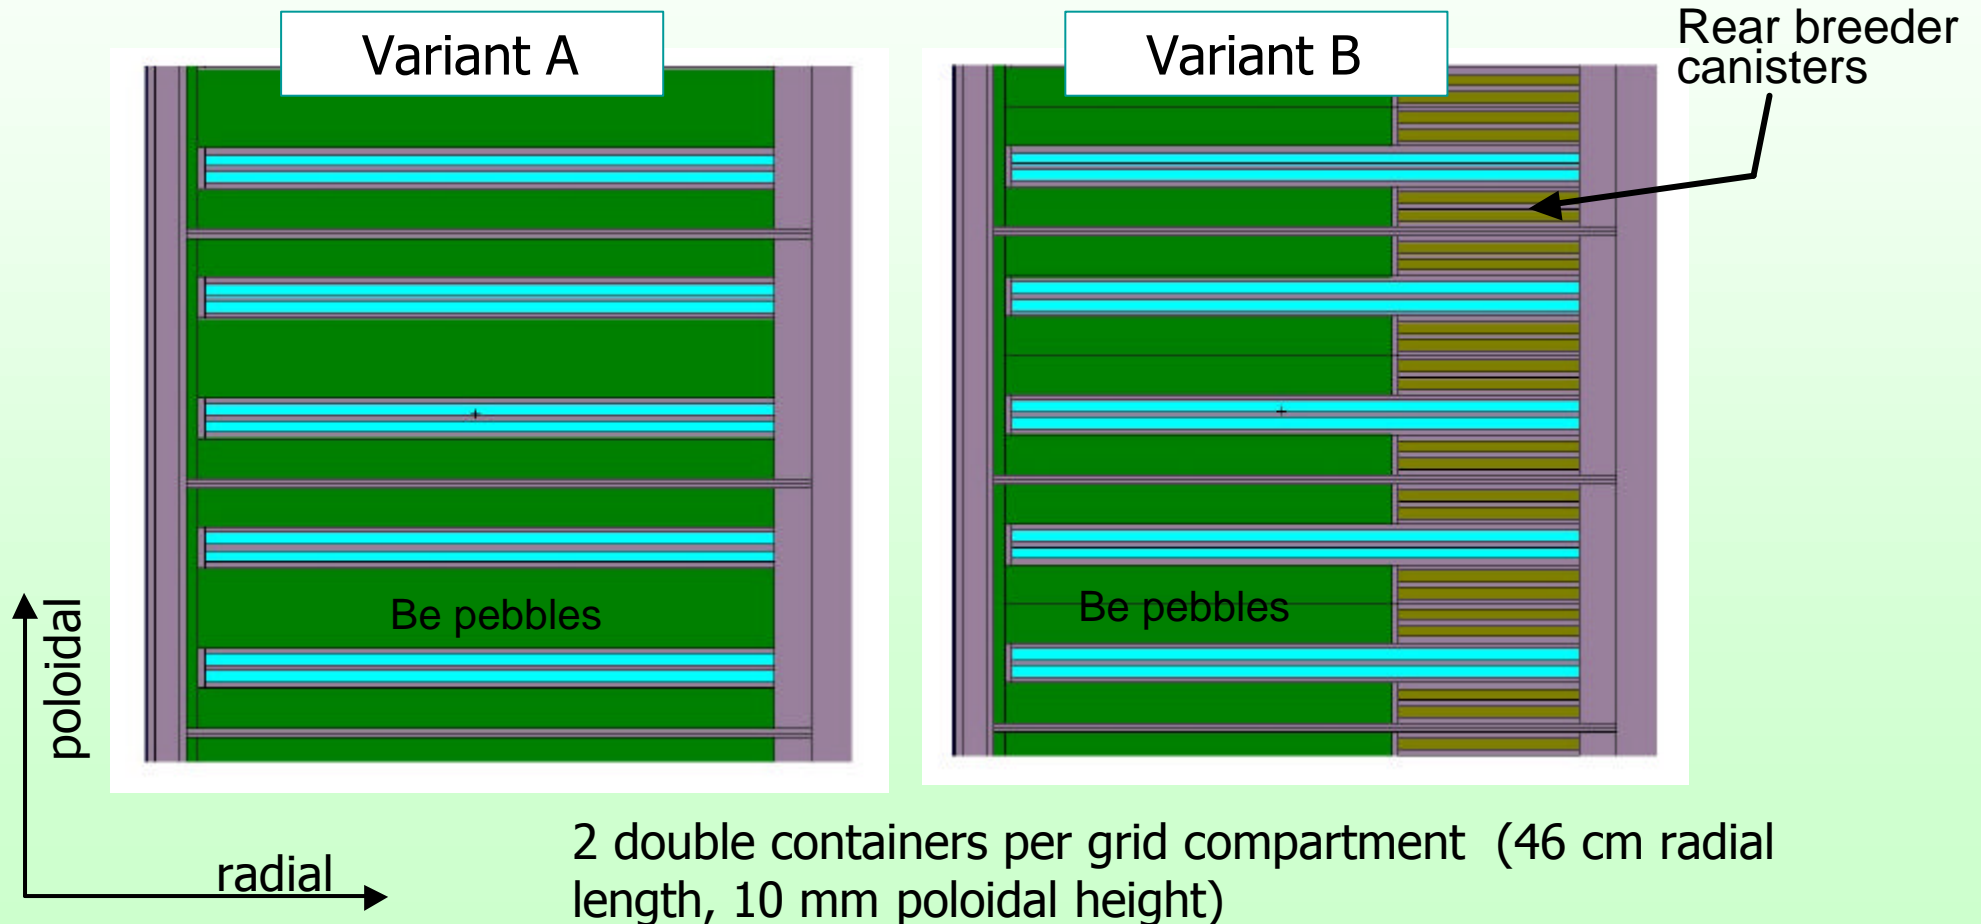 Variant A
Variant B
Rear breeder
canisters
Be pebbles
Be pebbles
poloidal
radial
2 double containers per grid compartment (46 cm radial
length, 10 mm poloidal height)